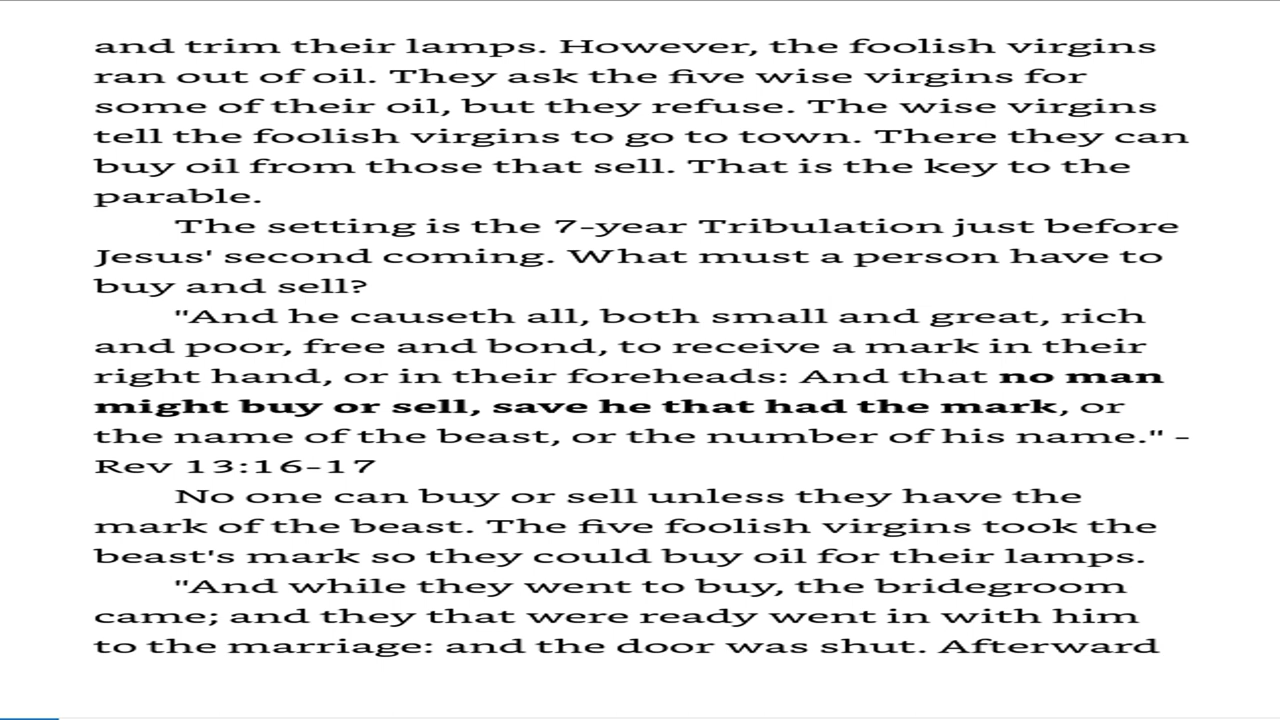 and trim their lamps. However, the foolish virgins
ran out of oil. They ask the five wise virgins for
some of their oil, but they refuse. The wise virgins
tell the foolish virgins to go to town. There they can
buy oil from those that sell. That is the key to the
parable.
The setting is the 7-year Tribulation just before
Jesus' second coming. What must a person have to
buy and sell?
"And he causeth all, both small and great, rich
and poor, free and bond, to receive a mark in their
right hand, or in their foreheads: And that no man
might buy or sell, save he that had the mark, or
the name of the beast, or the number of his name." -
Rev 13:16-17
No one can buy or sell unless they have the
mark of the beast. The five foolish virgins took the
beast's mark so they could buy oil for their lamps.
"And while they went to buy, the bridegroom
came; and they that were ready went in with him
to the marriage: and the door was shut. Afterward